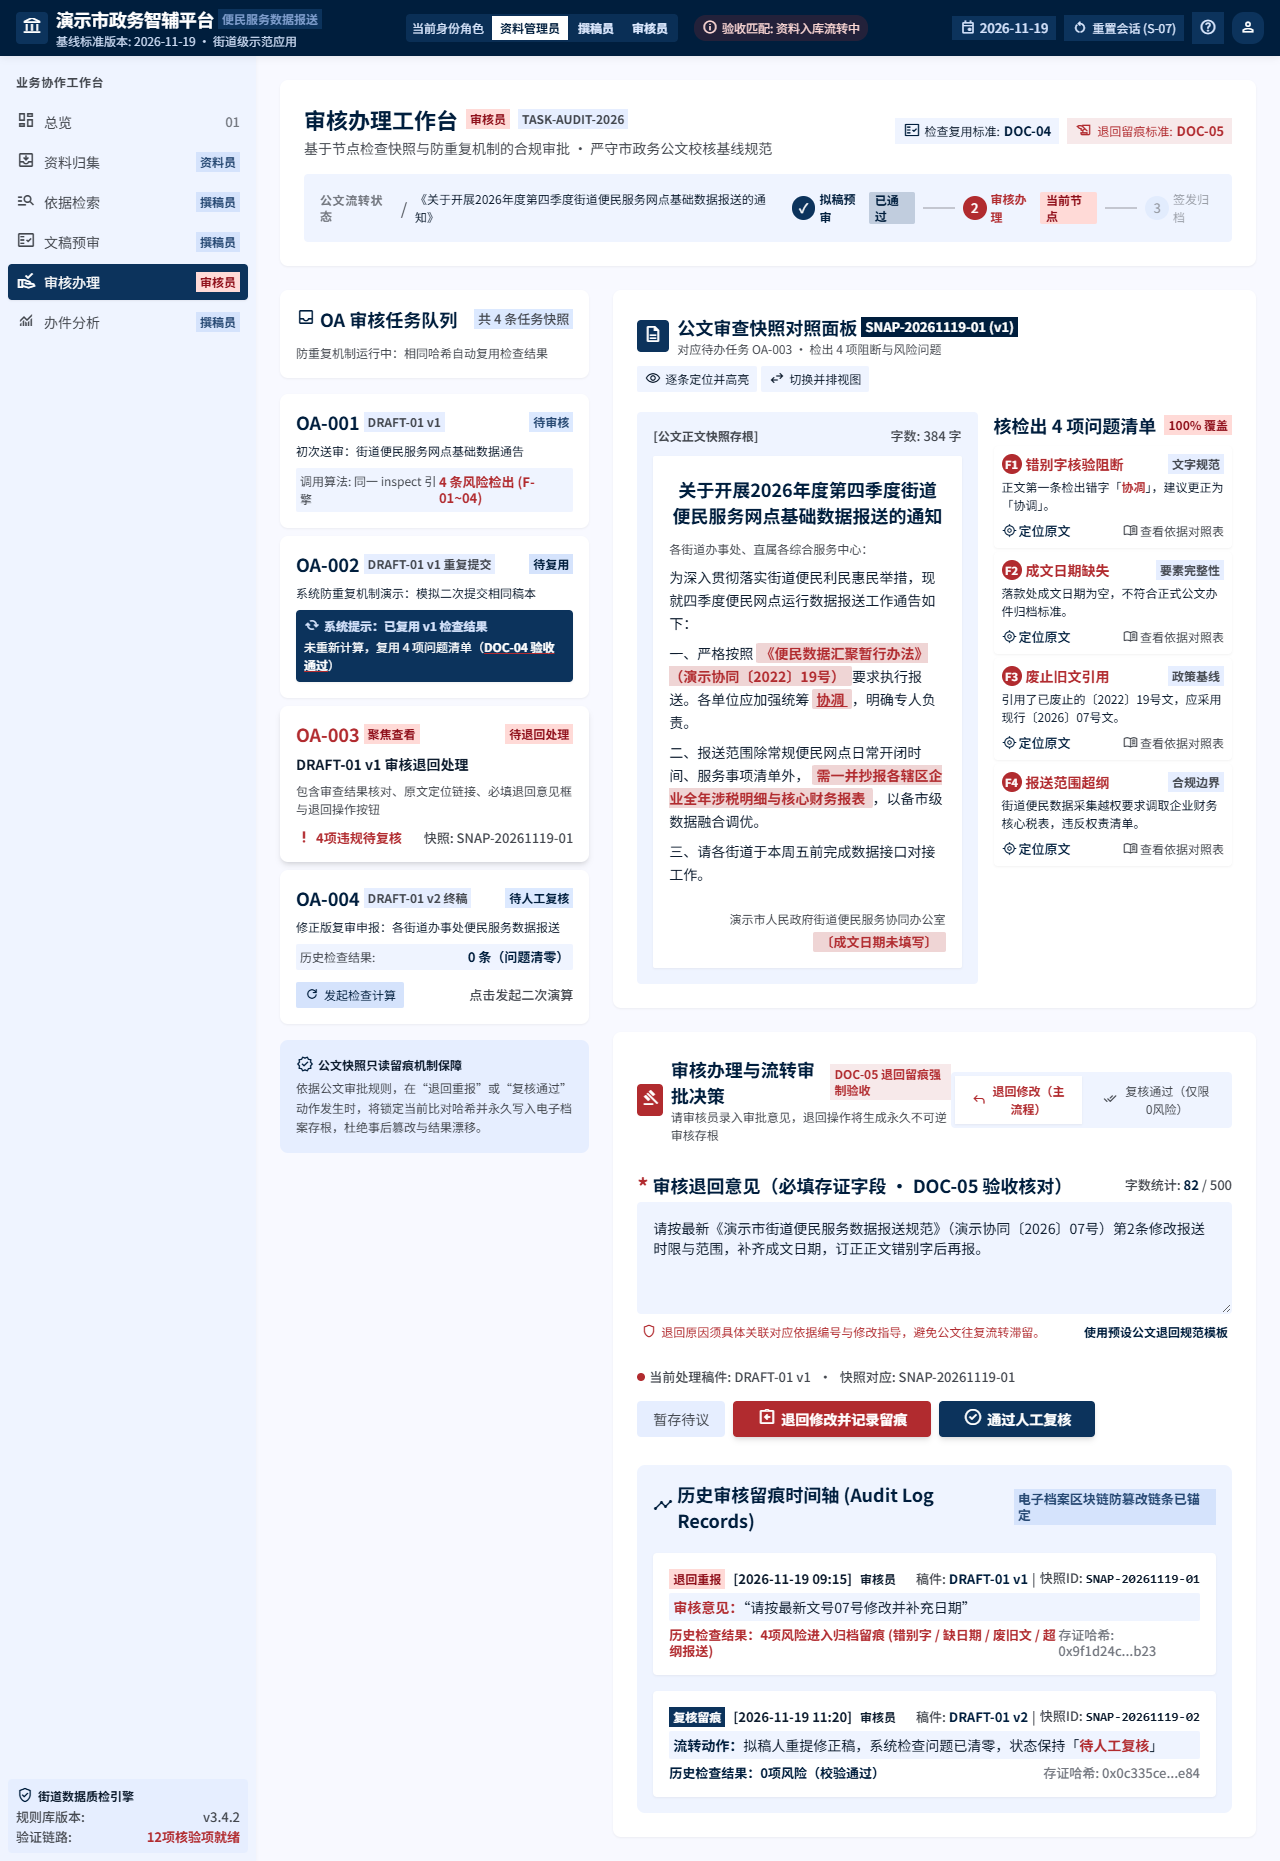 演示市政务智辅平台 便民服务数据报送
基线标准版本: 2026-11-19 • 街道级示范应用
当前身份角色 资料管理员 撰稿员 审核员
验收匹配: 资料入库流转中
2026-11-19
重置会话 (S-07)
业务协作工作台
总览 01
资料归集 资料员
依据检索 撰稿员
文稿预审 撰稿员
审核办理 审核员
办件分析 撰稿员
街道数据质检引擎
规则库版本: v3.4.2
验证链路: 12项核验项就绪
审核办理工作台 审核员 TASK-AUDIT-2026
基于节点检查快照与防重复机制的合规审批 • 严守市政务公文校核基线规范
检查复用标准: DOC-04
退回留痕标准: DOC-05
公文流转状
态
/
《关于开展2026年度第四季度街道便民服务网点基础数据报送的通
知》
拟稿预
审
已通
过
2
审核办
理
当前节
点
3
签发归
档
OA 审核任务队列 共 4 条任务快照
防重复机制运行中：相同哈希自动复用检查结果
OA-001 DRAFT-01 v1 待审核
初次送审：街道便民服务网点基础数据通告
调用算法: 同一 inspect 引
擎
4 条风险检出 (F-
01~04)
OA-002 DRAFT-01 v1 重复提交 待复用
系统防重复机制演示：模拟二次提交相同稿本
系统提示：已复用 v1 检查结果
未重新计算，复用 4 项问题清单（DOC-04 验收
通过）
OA-003 聚焦查看 待退回处理
DRAFT-01 v1 审核退回处理
包含审查结果核对、原文定位链接、必填退回意见框
与退回操作按钮
4项违规待复核 快照: SNAP-20261119-01
OA-004 DRAFT-01 v2 终稿 待人工复核
修正版复审申报：各街道办事处便民服务数据报送
历史检查结果: 0 条（问题清零）
发起检查计算 点击发起二次演算
公文快照只读留痕机制保障
依据公文审批规则，在“退回重报”或“复核通过”
动作发生时，将锁定当前比对哈希并永久写入电子档
案存根，杜绝事后篡改与结果漂移。
公文审查快照对照面板 SNAP-20261119-01 (v1)
对应待办任务 OA-003 • 检出 4 项阻断与风险问题
逐条定位并高亮 切换并排视图
[公文正文快照存根] 字数: 384 字
关于开展2026年度第四季度街道
便民服务网点基础数据报送的通知
各街道办事处、直属各综合服务中心：
为深入贯彻落实街道便民利民惠民举措，现
就四季度便民网点运行数据报送工作通告如
下：
一、严格按照 《便民数据汇聚暂行办法》
（演示协同〔2022〕19号） 要求执行报
送。各单位应加强统筹 协凋 ，明确专人负
责。
二、报送范围除常规便民网点日常开闭时
间、服务事项清单外， 需一并抄报各辖区企
业全年涉税明细与核心财务报表 ，以备市级
数据融合调优。
三、请各街道于本周五前完成数据接口对接
工作。
演示市人民政府街道便民服务协同办公室
〔成文日期未填写〕
核检出 4 项问题清单 100% 覆盖
F1 错别字核验阻断 文字规范
正文第一条检出错字「协凋」，建议更正为
「协调」。
定位原文 查看依据对照表
F2 成文日期缺失 要素完整性
落款处成文日期为空，不符合正式公文办
件归档标准。
定位原文 查看依据对照表
F3 废止旧文引用 政策基线
引用了已废止的〔2022〕19号文，应采用
现行〔2026〕07号文。
定位原文 查看依据对照表
F4 报送范围超纲 合规边界
街道便民数据采集越权要求调取企业财务
核心税表，违反权责清单。
定位原文 查看依据对照表
审核办理与流转审
批决策
DOC-05 退回留痕强
制验收
请审核员录入审批意见，退回操作将生成永久不可逆
审核存根
退回修改（主
流程）
复核通过（仅限
0风险）
* 审核退回意见（必填存证字段 • DOC-05 验收核对） 字数统计: 82 / 500
请按最新《演示市街道便民服务数据报送规范》（演示协同〔2026〕07号）第2条修改报送
时限与范围，补齐成文日期，订正正文错别字后再报。
退回原因须具体关联对应依据编号与修改指导，避免公文往复流转滞留。 使用预设公文退回规范模板
当前处理稿件: DRAFT-01 v1 • 快照对应: SNAP-20261119-01
暂存待议 退回修改并记录留痕 通过人工复核
历史审核留痕时间轴 (Audit Log
Records)
电子档案区块链防篡改链条已锚
定
退回重报 [2026-11-19 09:15] 审核员 稿件: DRAFT-01 v1 | 快照ID: SNAP-20261119-01
审核意见：“请按最新文号07号修改并补充日期”
历史检查结果：4项风险进入归档留痕 (错别字 / 缺日期 / 废旧文 / 超
纲报送)
存证哈希:
0x9f1d24c...b23
复核留痕 [2026-11-19 11:20] 审核员 稿件: DRAFT-01 v2 | 快照ID: SNAP-20261119-02
流转动作：拟稿人重提修正稿，系统检查问题已清零，状态保持「待人工复核」
历史检查结果：0项风险（校验通过） 存证哈希: 0x0c335ce...e84